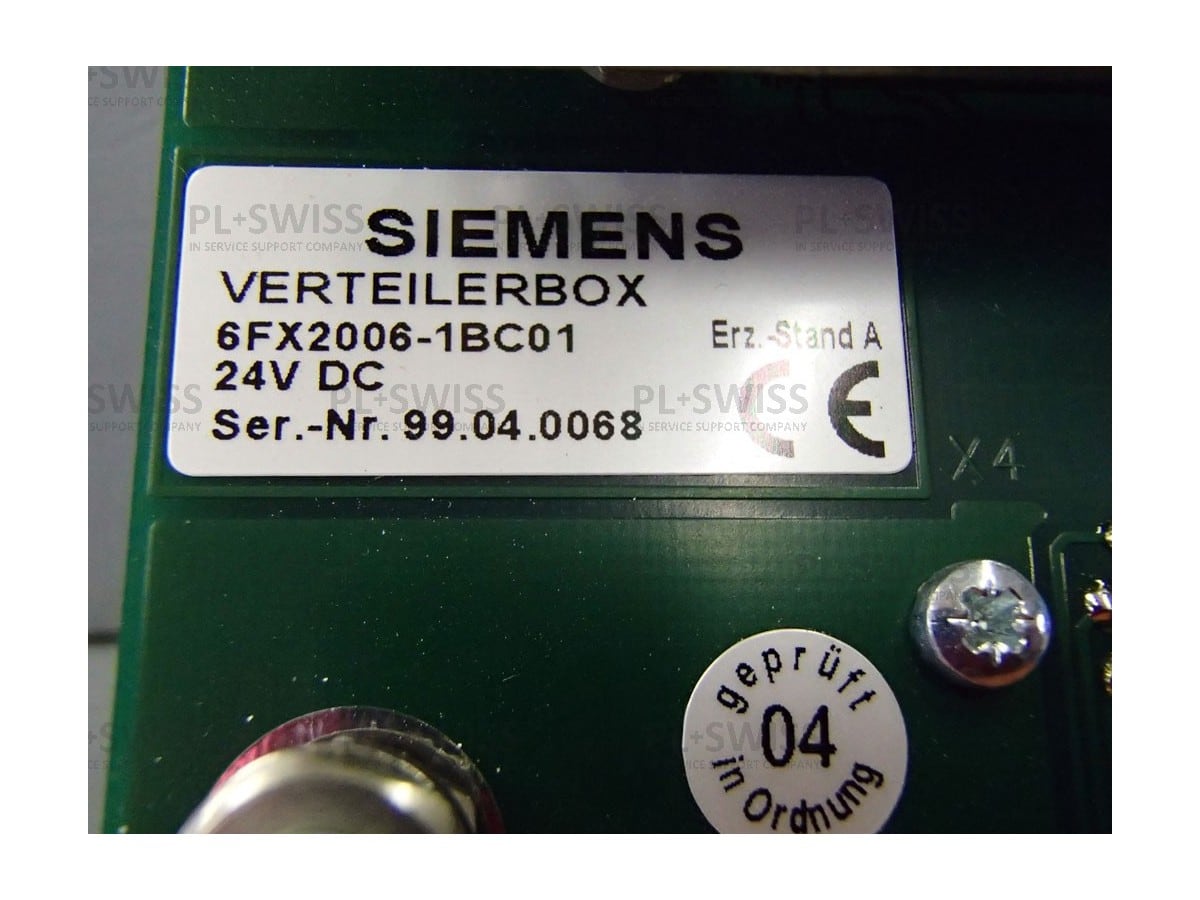 SIEMENS
VERTEILERBOX
6FX2006-1BC01 Erz.-Stand A
24V DC
Ser.-Nr. 99.04.0068
CE
X4
geprüft
04
in Ordnung
PL+SWISS
IN SERVICE SUPPORT COMPANY